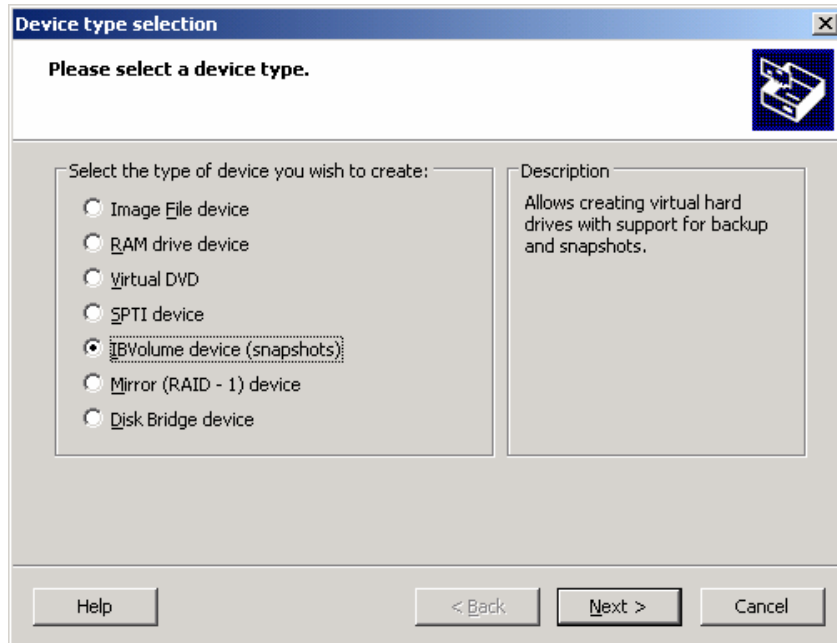 Device type selection
Please select a device type.
Select the type of device you wish to create:
Image File device
RAM drive device
Virtual DVD
SPTI device
IBVolume device (snapshots)
Mirror (RAID - 1) device
Disk Bridge device
Description
Allows creating virtual hard
drives with support for backup
and snapshots.
Help
< Back
Next >
Cancel